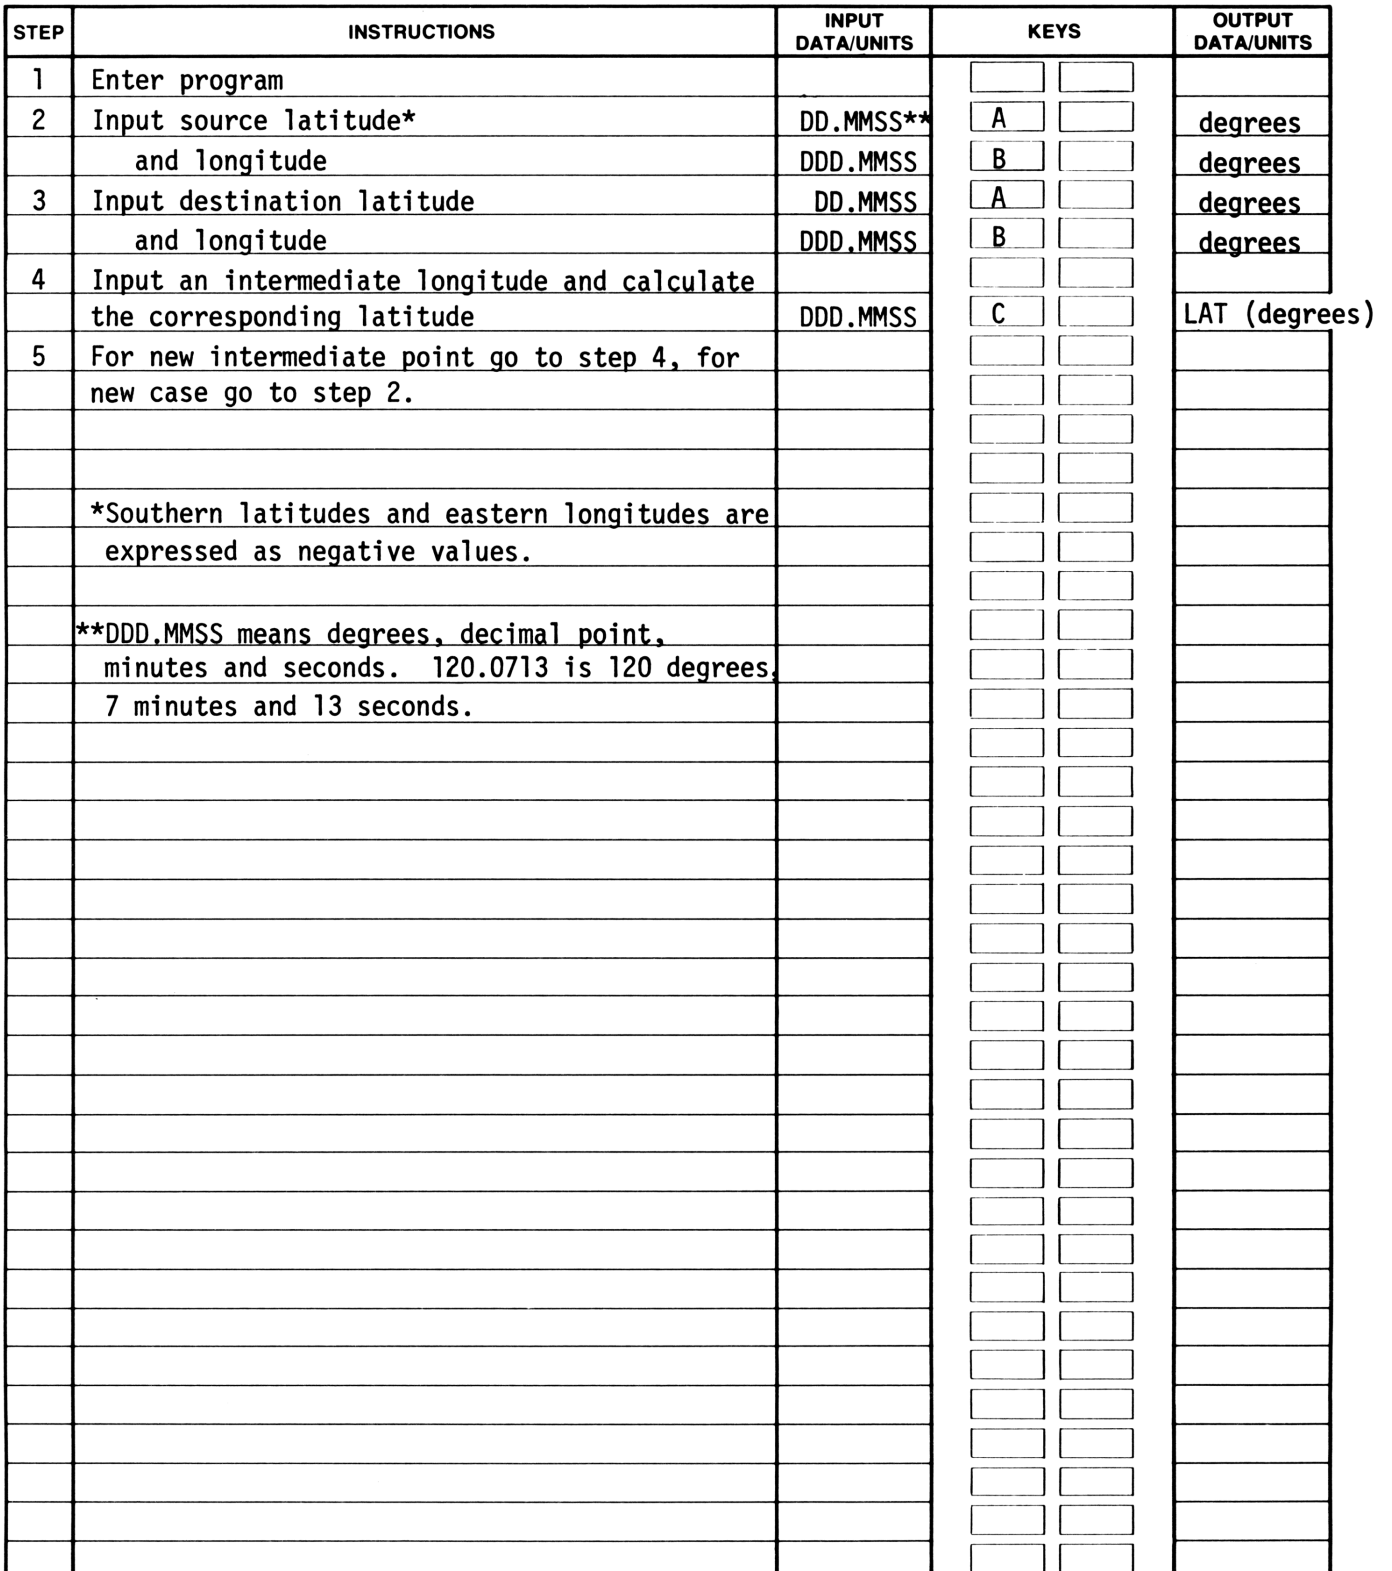 STEP INSTRUCTIONS INPUT DATA/UNITS KEYS OUTPUT DATA/UNITS
1 Enter program
2 Input source latitude* DD.MMSS** A degrees
and longitude DDD.MMSS B degrees
3 Input destination latitude DD.MMSS A degrees
and longitude DDD.MMSS B degrees
4 Input an intermediate longitude and calculate
the corresponding latitude DDD.MMSS C LAT (degrees)
5 For new intermediate point go to step 4, for
new case go to step 2.
*Southern latitudes and eastern longitudes are
expressed as negative values.
**DDD.MMSS means degrees, decimal point,
minutes and seconds. 120.0713 is 120 degrees,
7 minutes and 13 seconds.